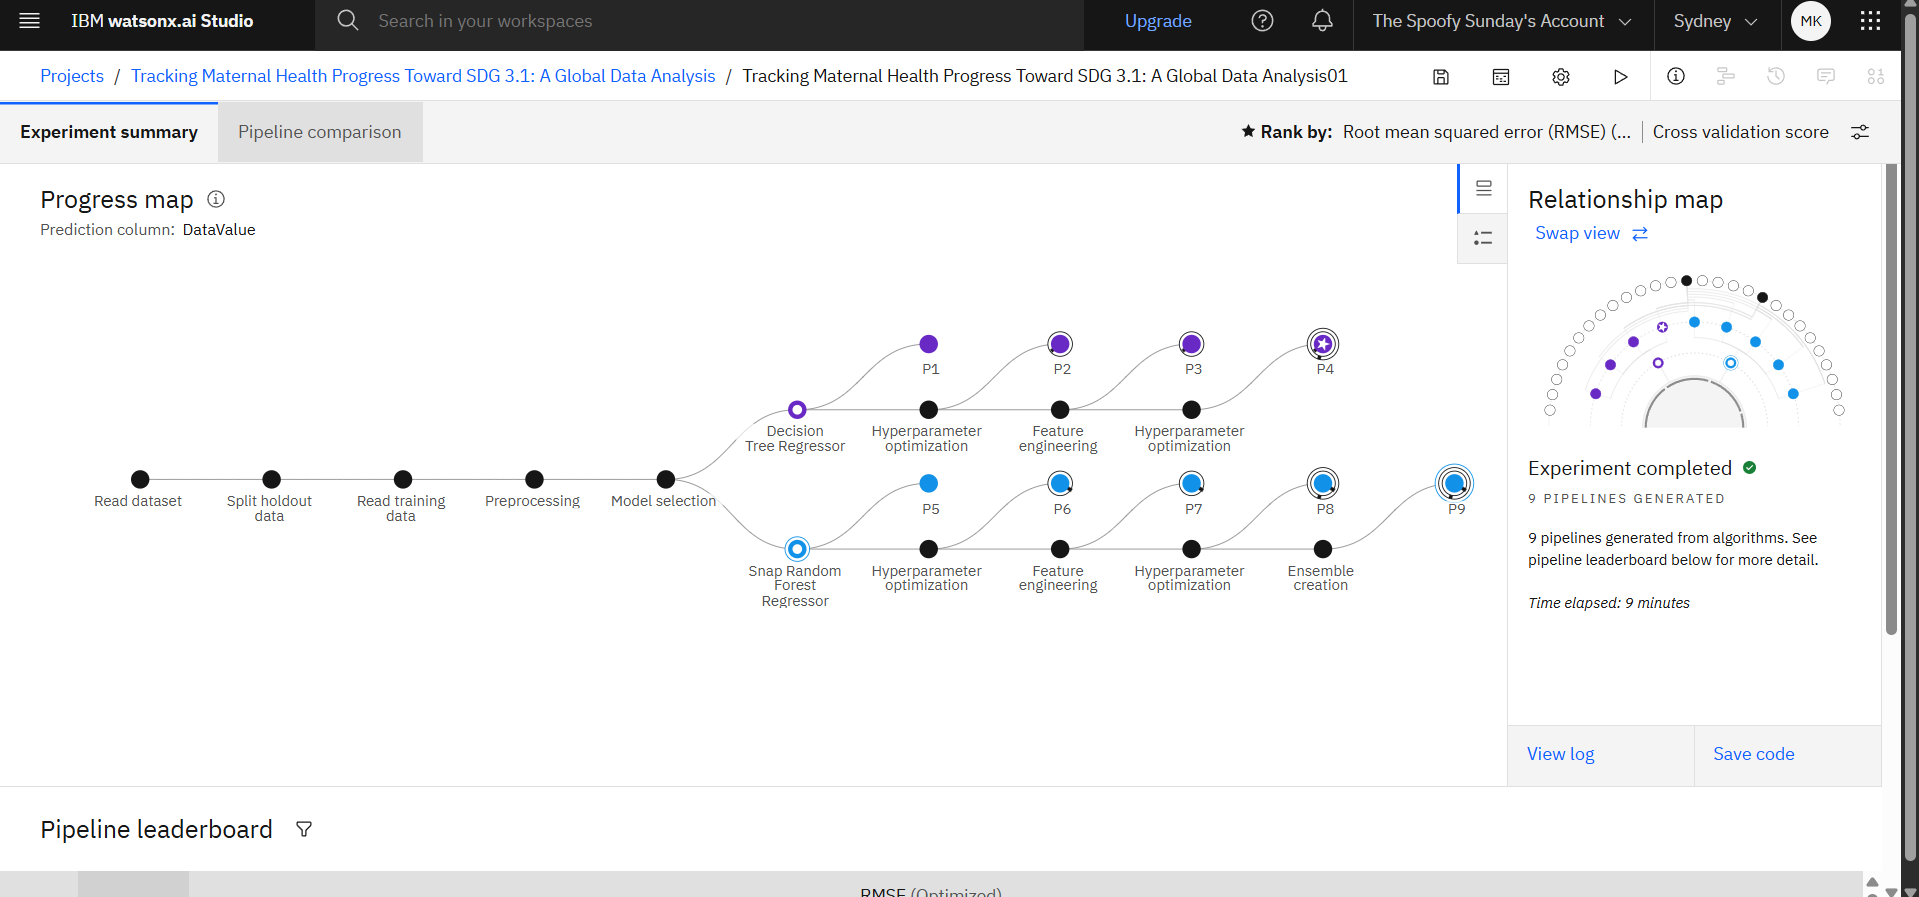 IBM watsonx.ai Studio
Search in your workspaces
Upgrade
The Spoofy Sunday's Account
Sydney
MK
Projects / Tracking Maternal Health Progress Toward SDG 3.1: A Global Data Analysis / Tracking Maternal Health Progress Toward SDG 3.1: A Global Data Analysis01
Experiment summary
Pipeline comparison
Rank by: Root mean squared error (RMSE) (... | Cross validation score
Progress map
Prediction column: DataValue
P1
P2
P3
P4
Decision
Tree Regressor
Hyperparameter
optimization
Feature
engineering
Hyperparameter
optimization
Read dataset
Split holdout
data
Read training
data
Preprocessing
Model selection
P5
P6
P7
P8
P9
Snap Random
Forest
Regressor
Hyperparameter
optimization
Feature
engineering
Hyperparameter
optimization
Ensemble
creation
Relationship map
Swap view
Experiment completed
9 PIPELINES GENERATED
9 pipelines generated from algorithms. See
pipeline leaderboard below for more detail.
Time elapsed: 9 minutes
View log
Save code
Pipeline leaderboard
RMSE (Optimized)